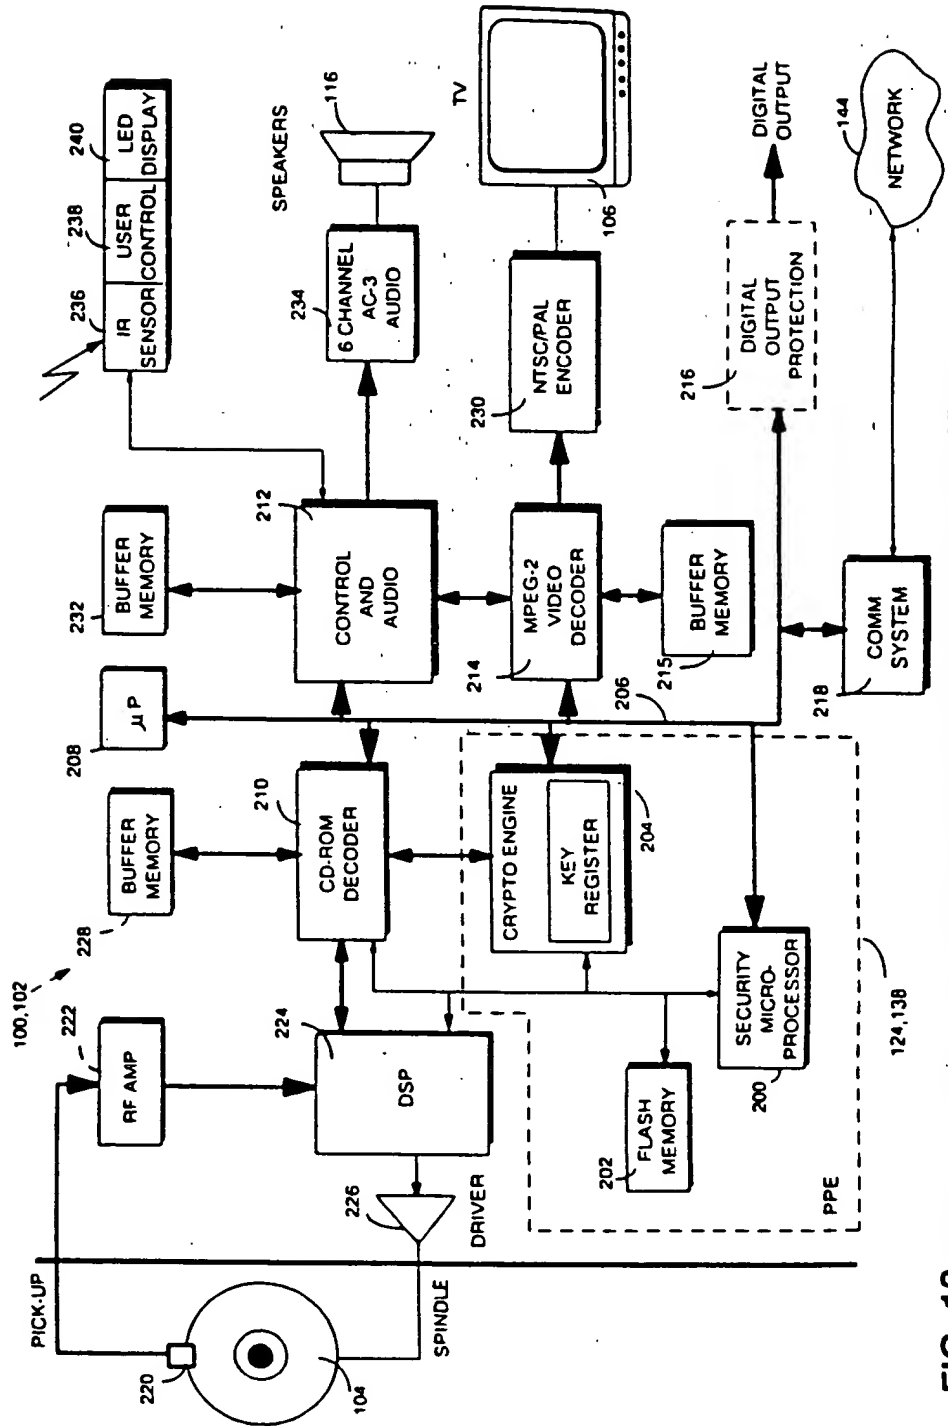 PICK-UP
220
104
SPINDLE
100,102
222
RF AMP
224
DSP
226
DRIVER
228
BUFFER
MEMORY
208
μP
232
BUFFER
MEMORY
236
IR
SENSOR
238
USER
CONTROL
240
LED
DISPLAY
210
CD-ROM
DECODER
212
CONTROL
AND
AUDIO
234
6 CHANNEL
AC-3
AUDIO
SPEAKERS
116
CRYPTO ENGINE
KEY
REGISTER
204
214
MPEG-2
VIDEO
DECODER
230
NTSC/PAL
ENCODER
TV
106
202
FLASH
MEMORY
200
SECURITY
MICRO-
PROCESSOR
206
215
BUFFER
MEMORY
216
DIGITAL
OUTPUT
PROTECTION
DIGITAL
OUTPUT
PPE
124,138
218
COMM
SYSTEM
144
NETWORK
FIG.